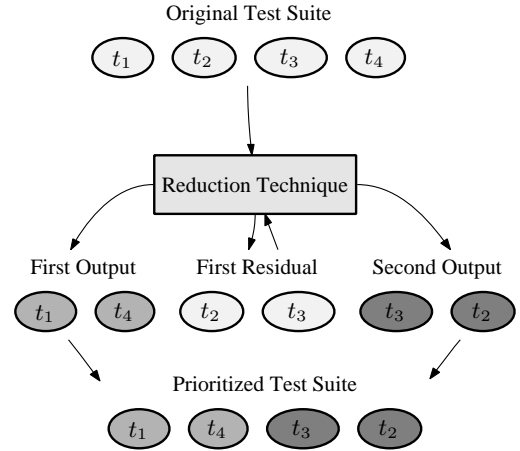 Original Test Suite
t₁ t₂ t₃ t₄
Reduction Technique
First Output First Residual Second Output
t₁ t₄ t₂ t₃ t₃ t₂
Prioritized Test Suite
t₁ t₄ t₃ t₂